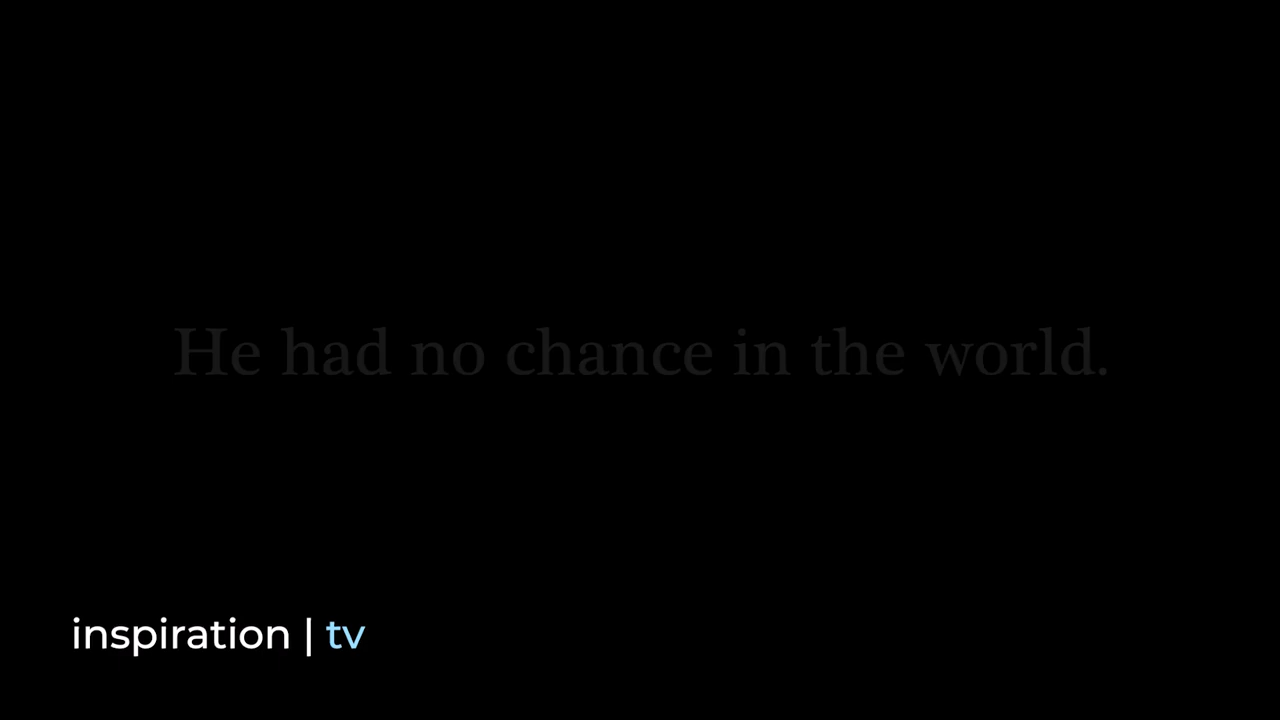 He had no chance in the world.
inspiration | tv